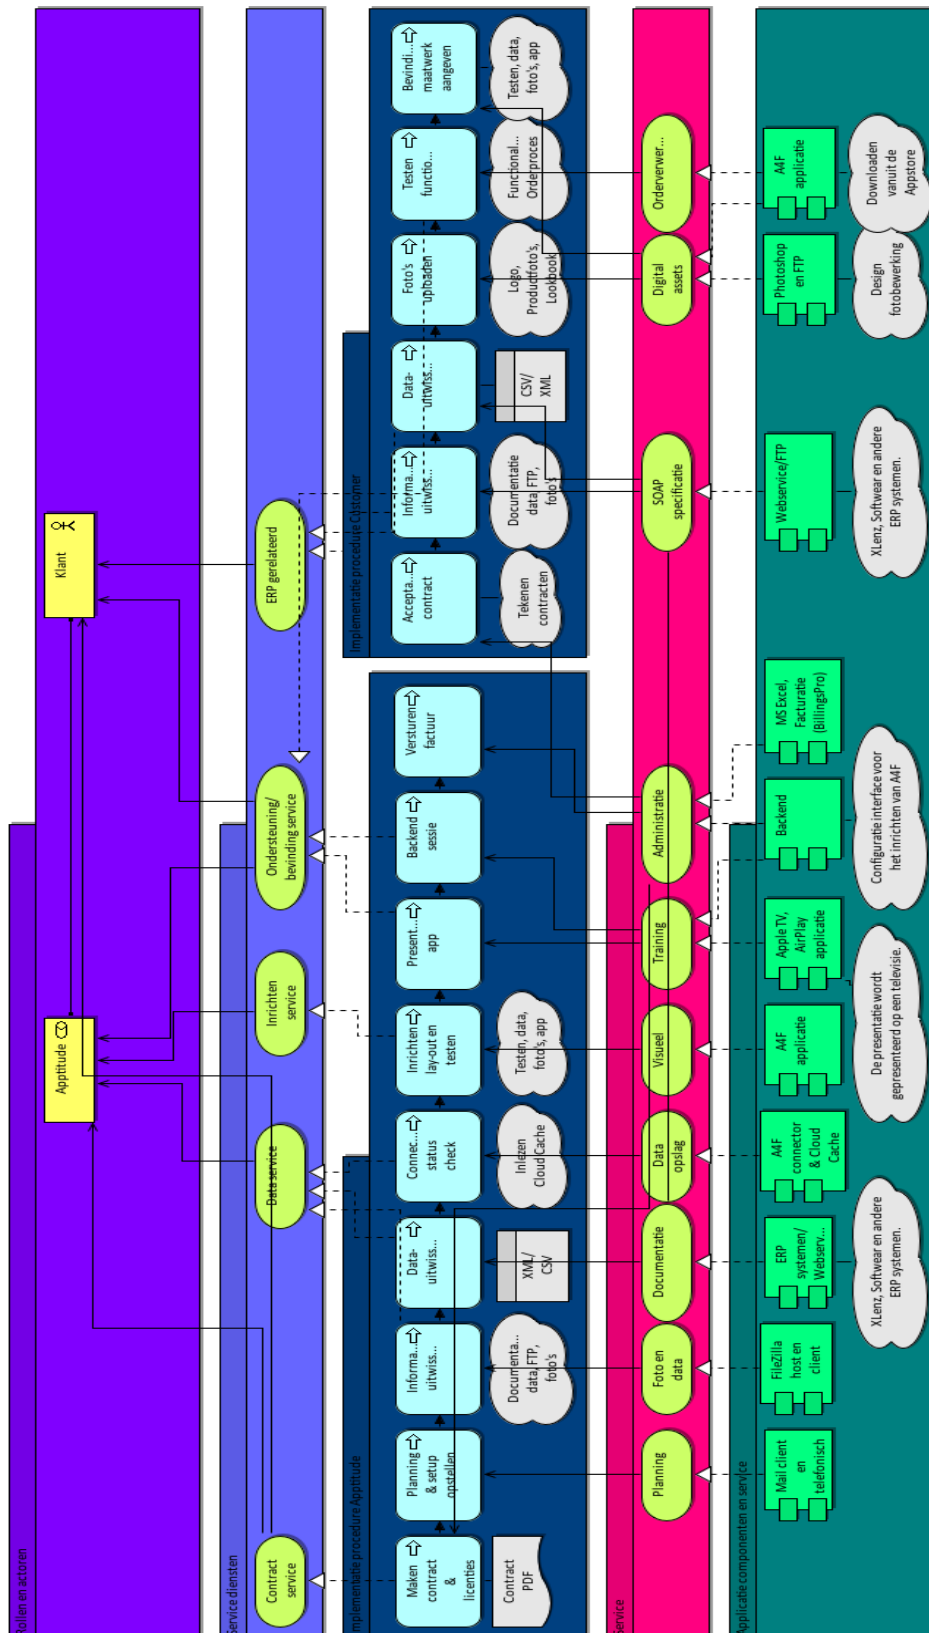 Rollen en actoren
Apptitude
Klant
Service diensten
Contract
service
Data service
Inrichten
service
Ondersteuning/
bevinding service
ERP gerelateerd
Implementatie procedure Apptitude
Maken
contract
&
licenties
Planning
& setup
opstellen
Informa...
uitwiss...
Data-
uitwiss...
Connec...
status
check
Inrichten
lay-out en
testen
Present...
app
Backend
sessie
Versturen
factuur
Contract
PDF
Documenta...
data, FTP,
foto's
XML/
CSV
Inlezen
CloudCache
Testen, data,
foto's, app
Implementatie procedure Costumer
Accepta...
contract
Informa...
uitwiss...
Data-
uitwiss...
Foto's
uploaden
Testen
functio...
Bevindi...
maatwerk
aangeven
Tekenen
contracten
Documentatie
data, FTP,
foto's
CSV/
XML
Logo,
Productfoto's,
Lookbook
Functional...
Orderproces
Testen, data,
foto's, app
Service
Planning
Foto en
data
Documentatie
Data
opslag
Visueel
Training
Administratie
SOAP
specificatie
Digital
assets
Orderverwer...
Applicatie componenten en service
Mail client
en
telefonisch
FileZilla
host en
client
ERP
systemen/
Webserv...
A4F
connector
& Cloud
Cache
A4F
applicatie
Apple TV,
AirPlay
applicatie
Backend
MS Excel,
Facturatie
(BillingsPro)
Webservice/FTP
Photoshop
en FTP
A4F
applicatie
XLenz, Softwear en andere
ERP systemen.
De presentatie wordt
gepresenteerd op een televisie.
Configuratie interface voor
het inrichten van A4F
XLenz, Softwear en andere
ERP systemen.
Design
fotobewerking
Downloaden
vanuit de
Appstore